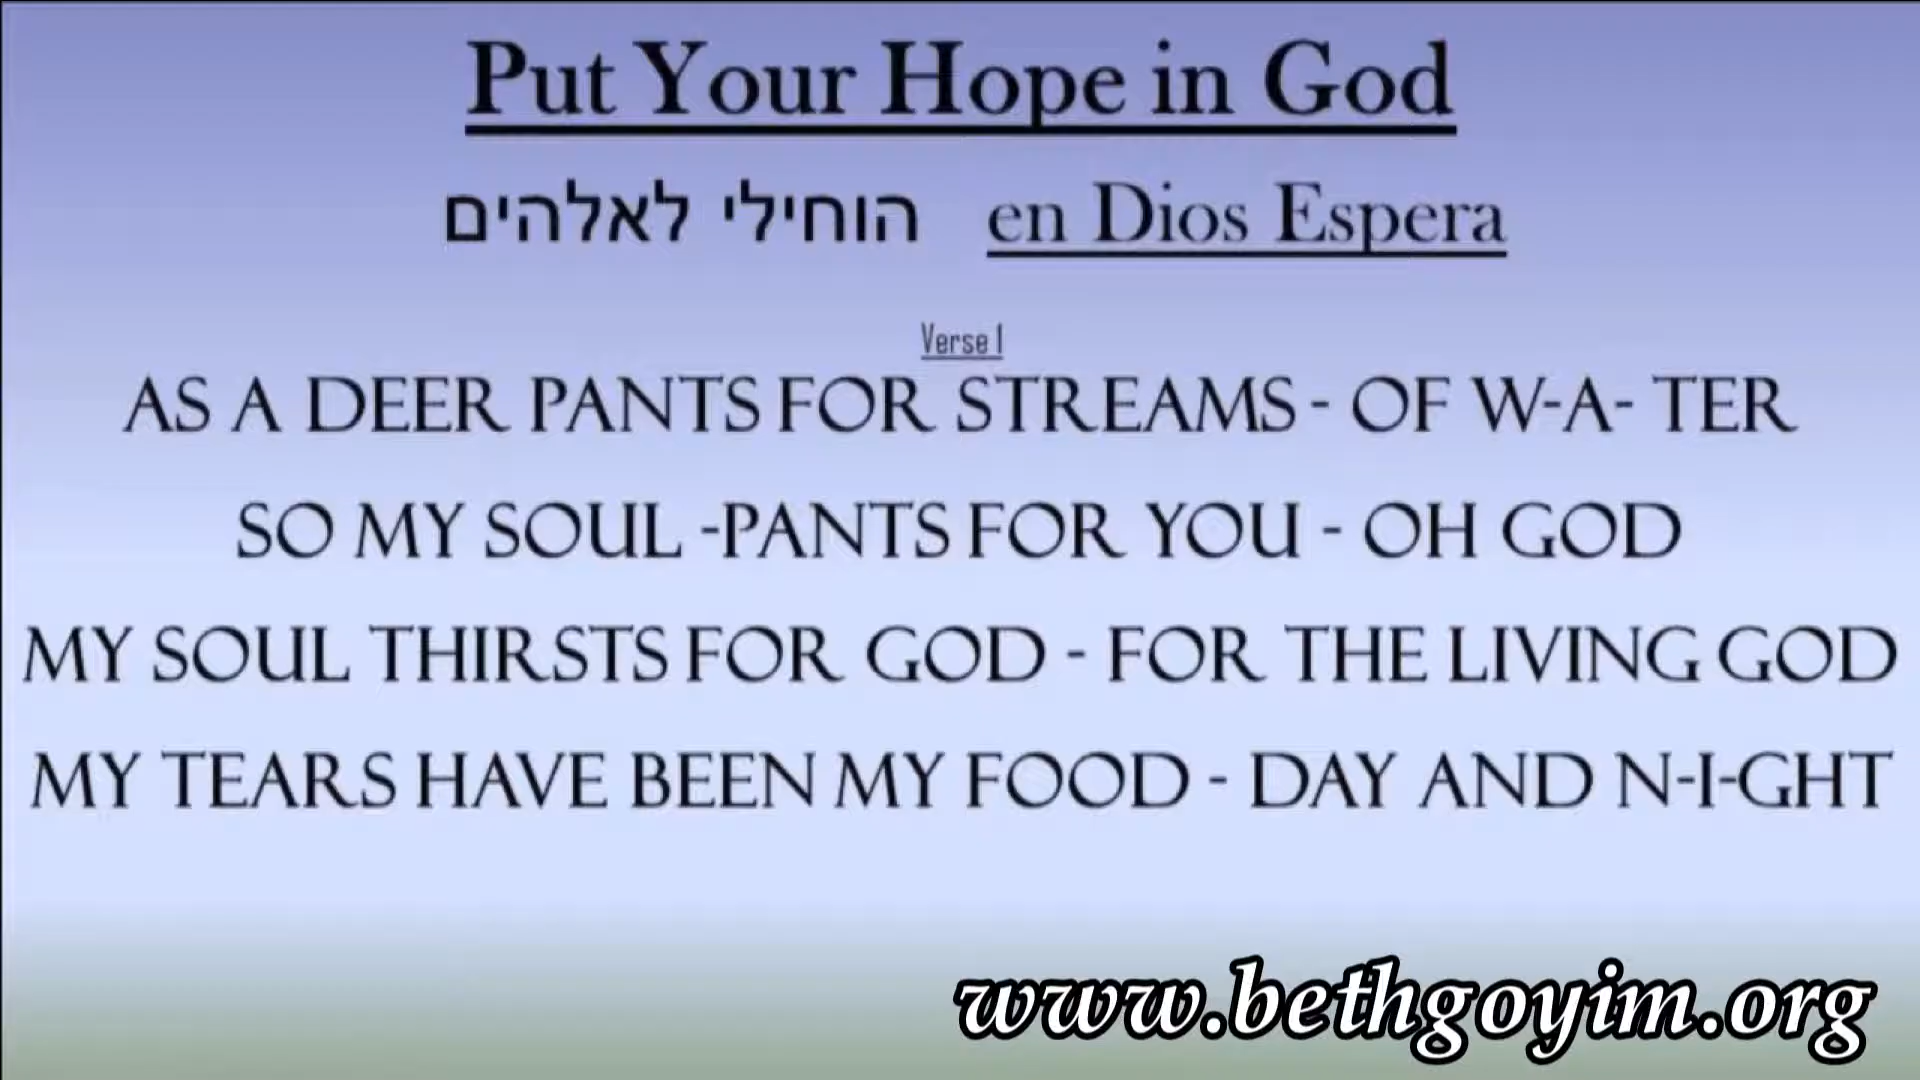 Put Your Hope in God
הוחילי לאלהים en Dios Espera
Verse 1
AS A DEER PANTS FOR STREAMS - OF W-A- TER
SO MY SOUL -PANTS FOR YOU - OH GOD
MY SOUL THIRSTS FOR GOD - FOR THE LIVING GOD
MY TEARS HAVE BEEN MY FOOD - DAY AND N-I-GHT
www.bethgoyim.org